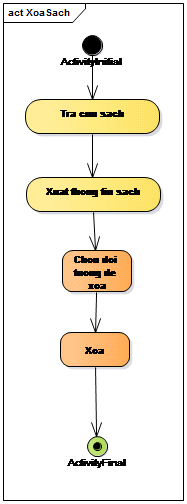 act XoaSach
ActivityInitial
Tra cuu sach
Xuat thong tin sach
Chon doi
tuong de
xoa
Xoa
ActivityFinal